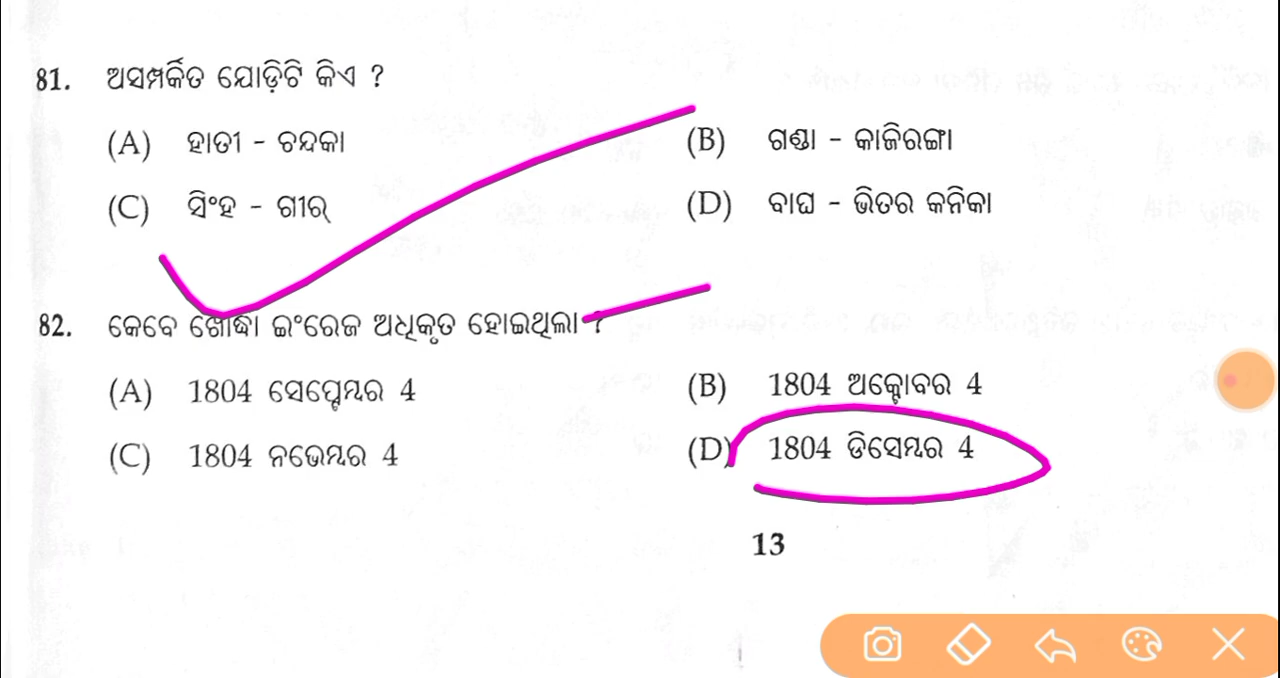 81. ଅସମ୍ପର୍କିତ ଯୋଡ଼ିଟି କିଏ ?
(A) ହାତୀ - ଚନ୍ଦକା (B) ଗଣ୍ଡା - କାଜିରଙ୍ଗା
(C) ସିଂହ - ଗୀର୍ (D) ବାଘ - ଭିତର କନିକା
82. କେବେ ଖୋର୍ଦ୍ଧା ଇଂରେଜ ଅଧିକୃତ ହୋଇଥିଲା ?
(A) 1804 ସେପ୍ଟେମ୍ବର 4 (B) 1804 ଅକ୍ଟୋବର 4
(C) 1804 ନଭେମ୍ବର 4 (D) 1804 ଡିସେମ୍ବର 4
13